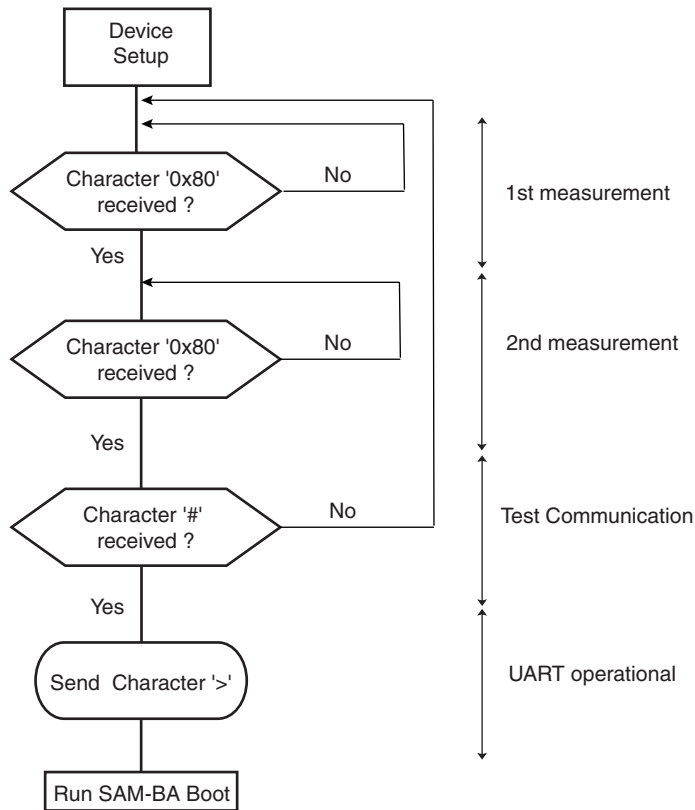 Device
Setup
Character '0x80'
received ?
No
1st measurement
Yes
Character '0x80'
received ?
No
2nd measurement
Yes
Character '#'
received ?
No
Test Communication
Yes
Send Character '>'
UART operational
Run SAM-BA Boot